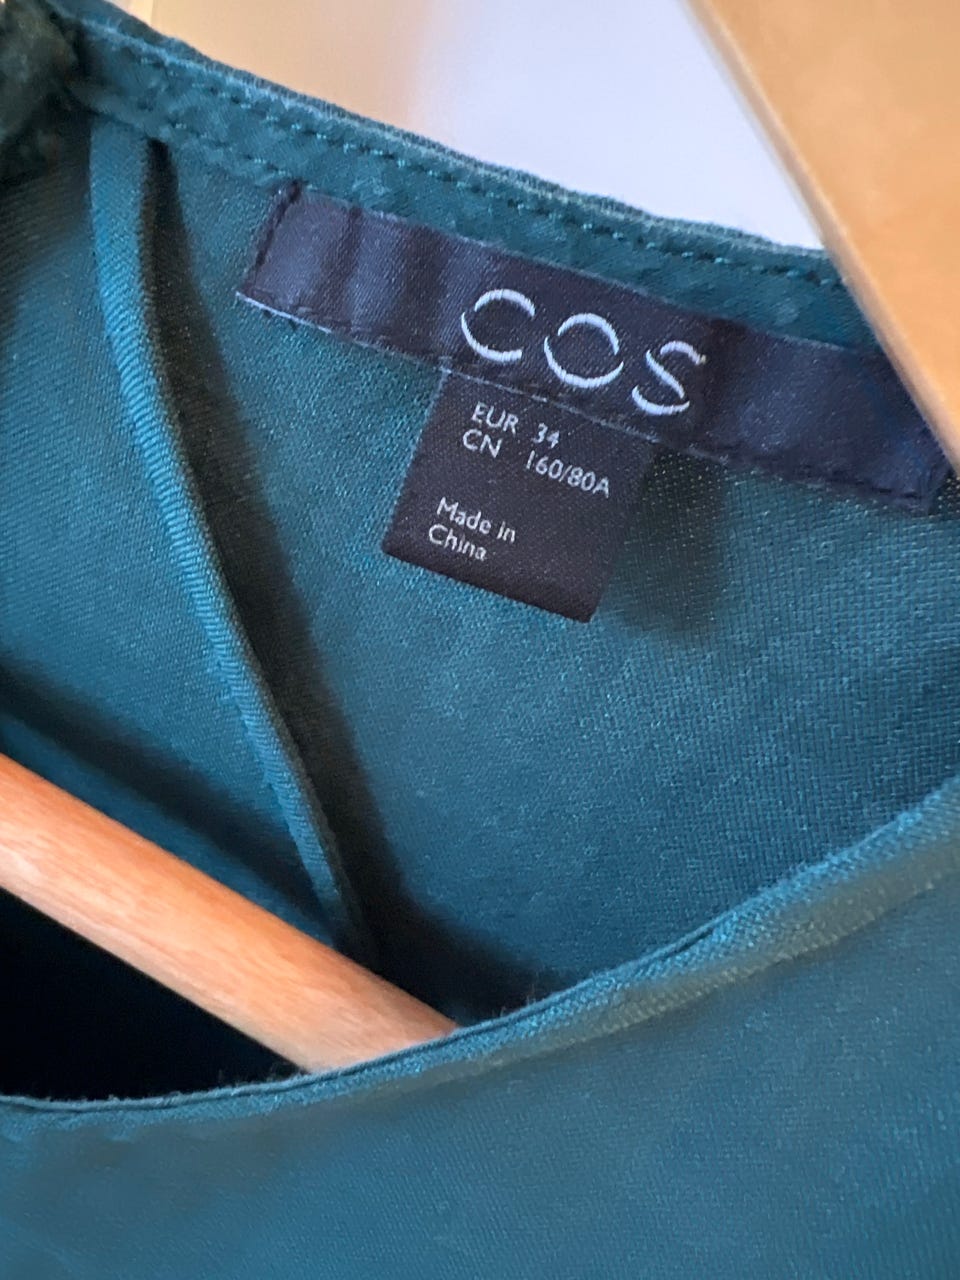 COS
EUR 34
CN 160/80A
Made in
China